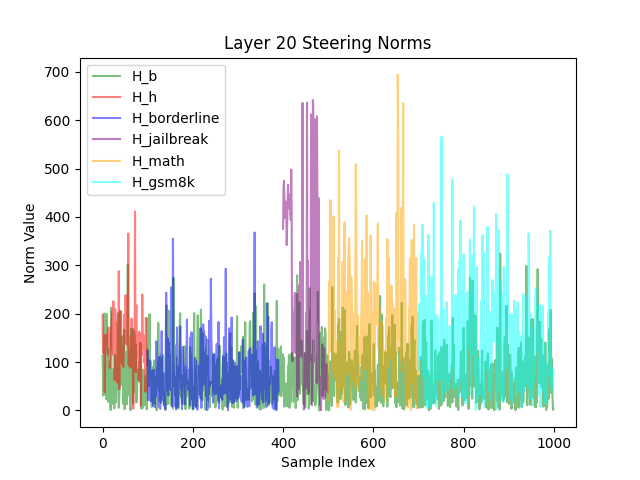 Layer 20 Steering Norms
Norm Value
700
600
500
400
300
200
100
0
H_b
H_h
H_borderline
H_jailbreak
H_math
H_gsm8k
0
200
400
600
800
1000
Sample Index